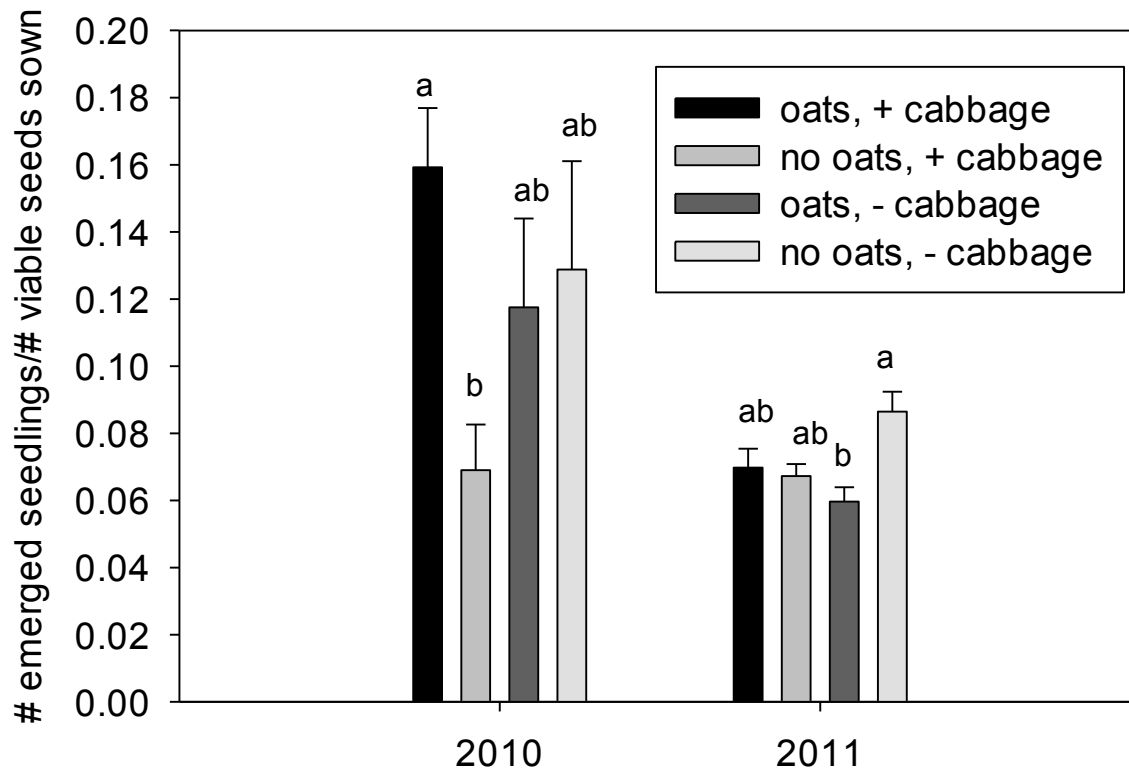 # emerged seedlings/# viable seeds sown
0.20
0.18
0.16
0.14
0.12
0.10
0.08
0.06
0.04
0.02
0.00
oats, + cabbage
no oats, + cabbage
oats, - cabbage
no oats, - cabbage
a
b
ab
ab
ab
ab
b
a
2010
2011